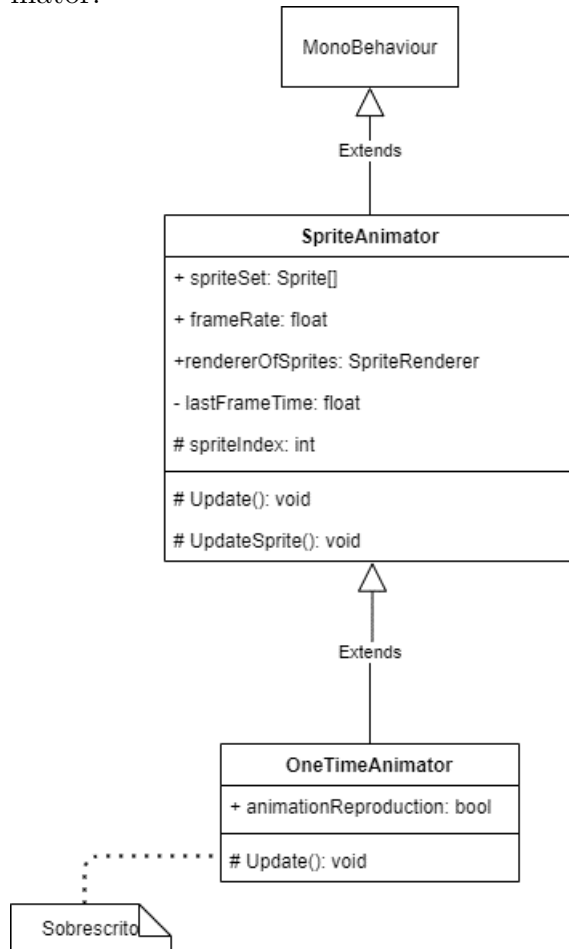 mator.
MonoBehaviour
Extends
SpriteAnimator
+ spriteSet: Sprite[]
+ frameRate: float
+rendererOfSprites: SpriteRenderer
- lastFrameTime: float
# spriteIndex: int
# Update(): void
# UpdateSprite(): void
Extends
OneTimeAnimator
+ animationReproduction: bool
# Update(): void
Sobrescrito